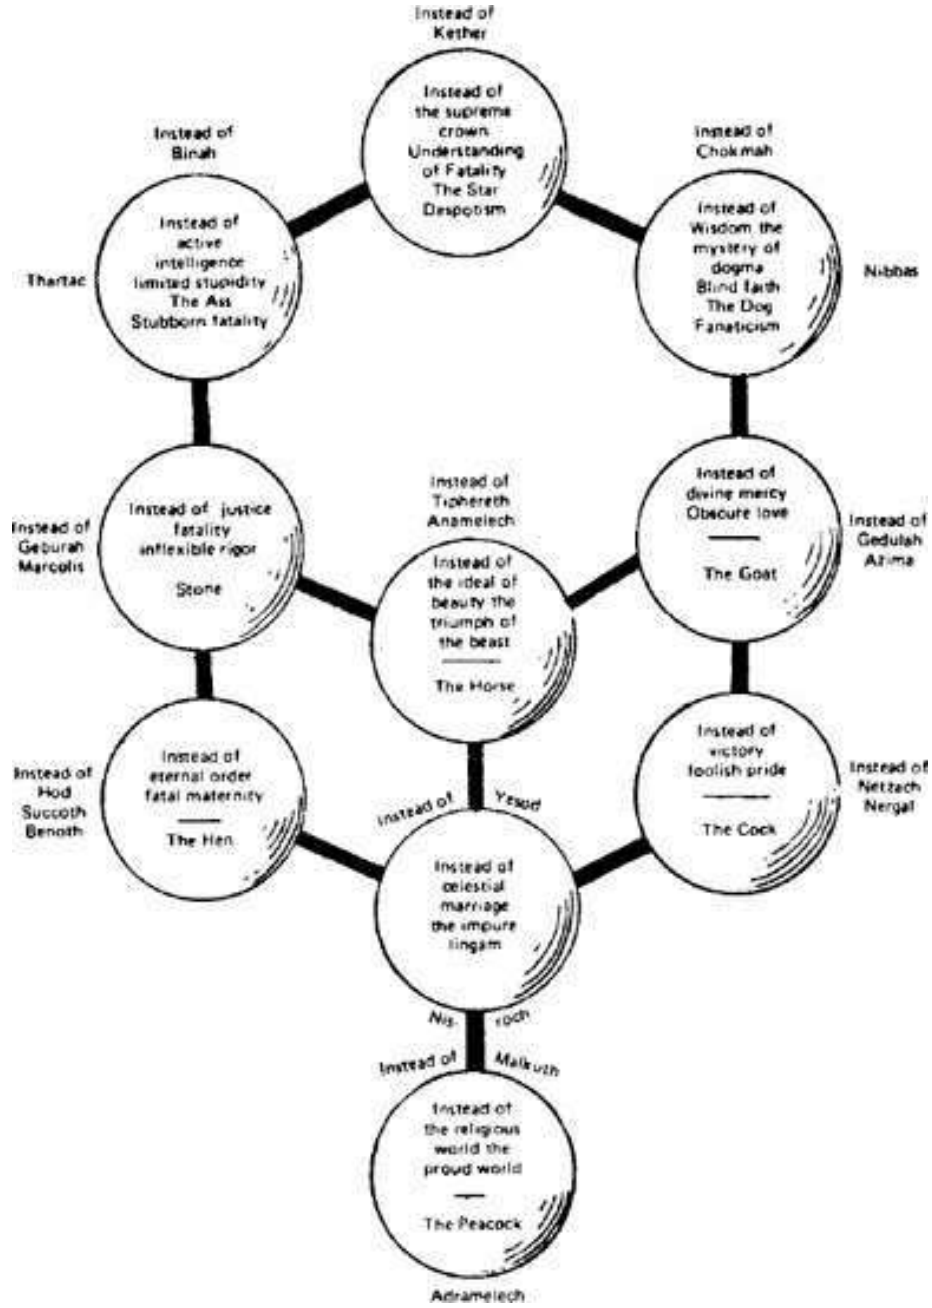 Instead of
Kether
Instead of
the supreme
crown
Understanding
of Fatality
The Star
Despotism
Instead of
Binah
Thartac
Instead of
active
intelligence
limited stupidity
The Ass
Stubborn fatality
Instead of
Chokmah
Instead of
Wisdom the
mystery of
dogma
Blind faith
The Dog
Fanaticism
Nibbas
Instead of
Geburah
Marcolis
Instead of justice
fatality
inflexible rigor
Stone
Instead of
Tiphereth
Anamelech
Instead of
the ideal of
beauty the
triumph of
the beast
The Horse
Instead of
divine mercy
Obscure love
The Goat
Instead of
Gedulah
Azima
Instead of
Hod
Succoth
Benoth
Instead of
eternal order
fatal maternity
The Hen
Instead of Yesod
Instead of
celestial
marriage
the impure
lingam
Nis- roch
Instead of
victory
foolish pride
The Cock
Instead of
Netzach
Nergal
Instead of Malkuth
Instead of
the religious
world the
proud world
The Peacock
Adramelech